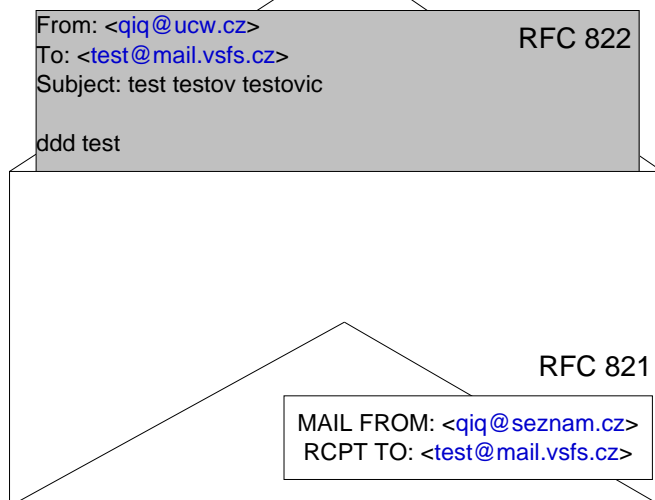 From: <qiq@ucw.cz>
RFC 822
To: <test@mail.vsfs.cz>
Subject: test testov testovic
ddd test
RFC 821
MAIL FROM: <qiq@seznam.cz>
RCPT TO: <test@mail.vsfs.cz>